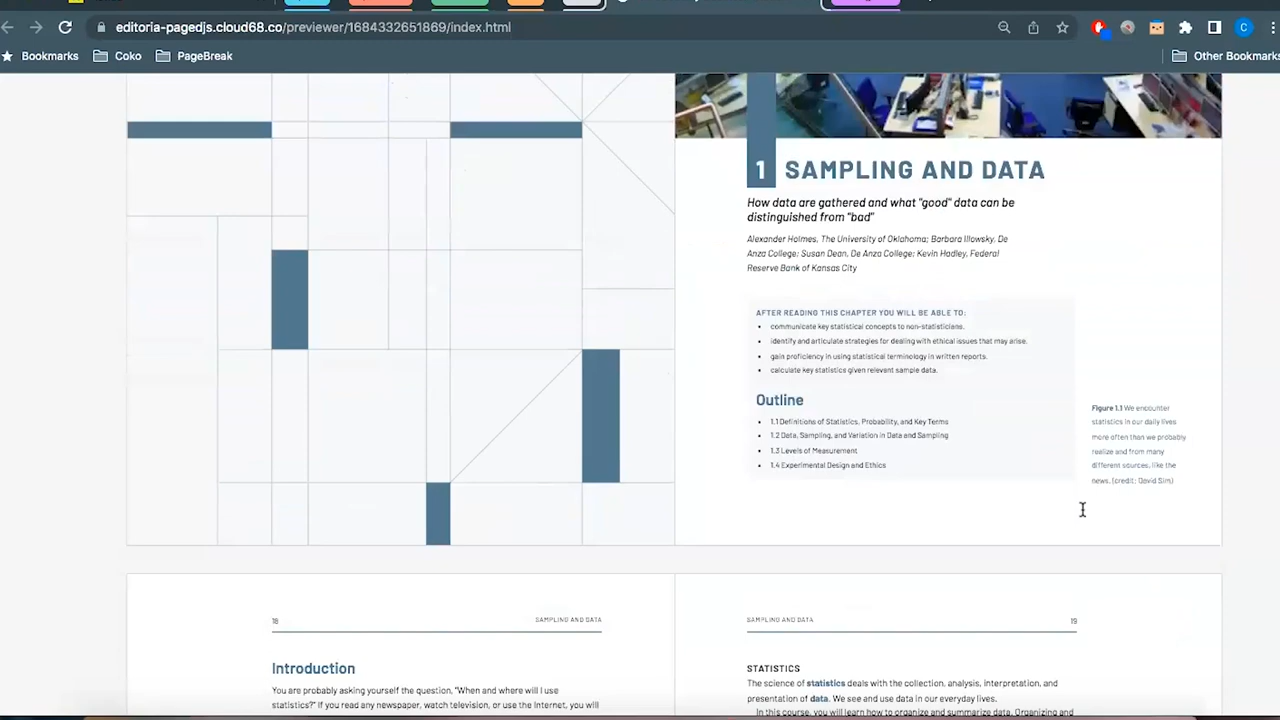 editoria-pagedjs.cloud68.co/previewer/1684332651869/index.html
C
Bookmarks
Coko
PageBreak
Other Bookmarks
1 SAMPLING AND DATA
How data are gathered and what "good" data can be
distinguished from "bad"
Alexander Holmes, The University of Oklahoma; Barbara Illowsky, De
Anza College; Susan Dean, De Anza College; Kevin Hadley, Federal
Reserve Bank of Kansas City
AFTER READING THIS CHAPTER YOU WILL BE ABLE TO:
• communicate key statistical concepts to non-statisticians.
• identify and articulate strategies for dealing with ethical issues that may arise.
• gain proficiency in using statistical terminology in written reports.
• calculate key statistics given relevant sample data.
Outline
• 1.1 Definitions of Statistics, Probability, and Key Terms
• 1.2 Data, Sampling, and Variation in Data and Sampling
• 1.3 Levels of Measurement
• 1.4 Experimental Design and Ethics
Figure 1.1 We encounter
statistics in our daily lives
more often than we probably
realize and from many
different sources, like the
news. (credit: David Sim)
18 SAMPLING AND DATA
Introduction
You are probably asking yourself the question, "When and where will I use
statistics?" If you read any newspaper, watch television, or use the Internet, you will
SAMPLING AND DATA 19
STATISTICS
The science of statistics deals with the collection, analysis, interpretation, and
presentation of data. We see and use data in our everyday lives.
In this course, you will learn how to organize and summarize data. Organizing and